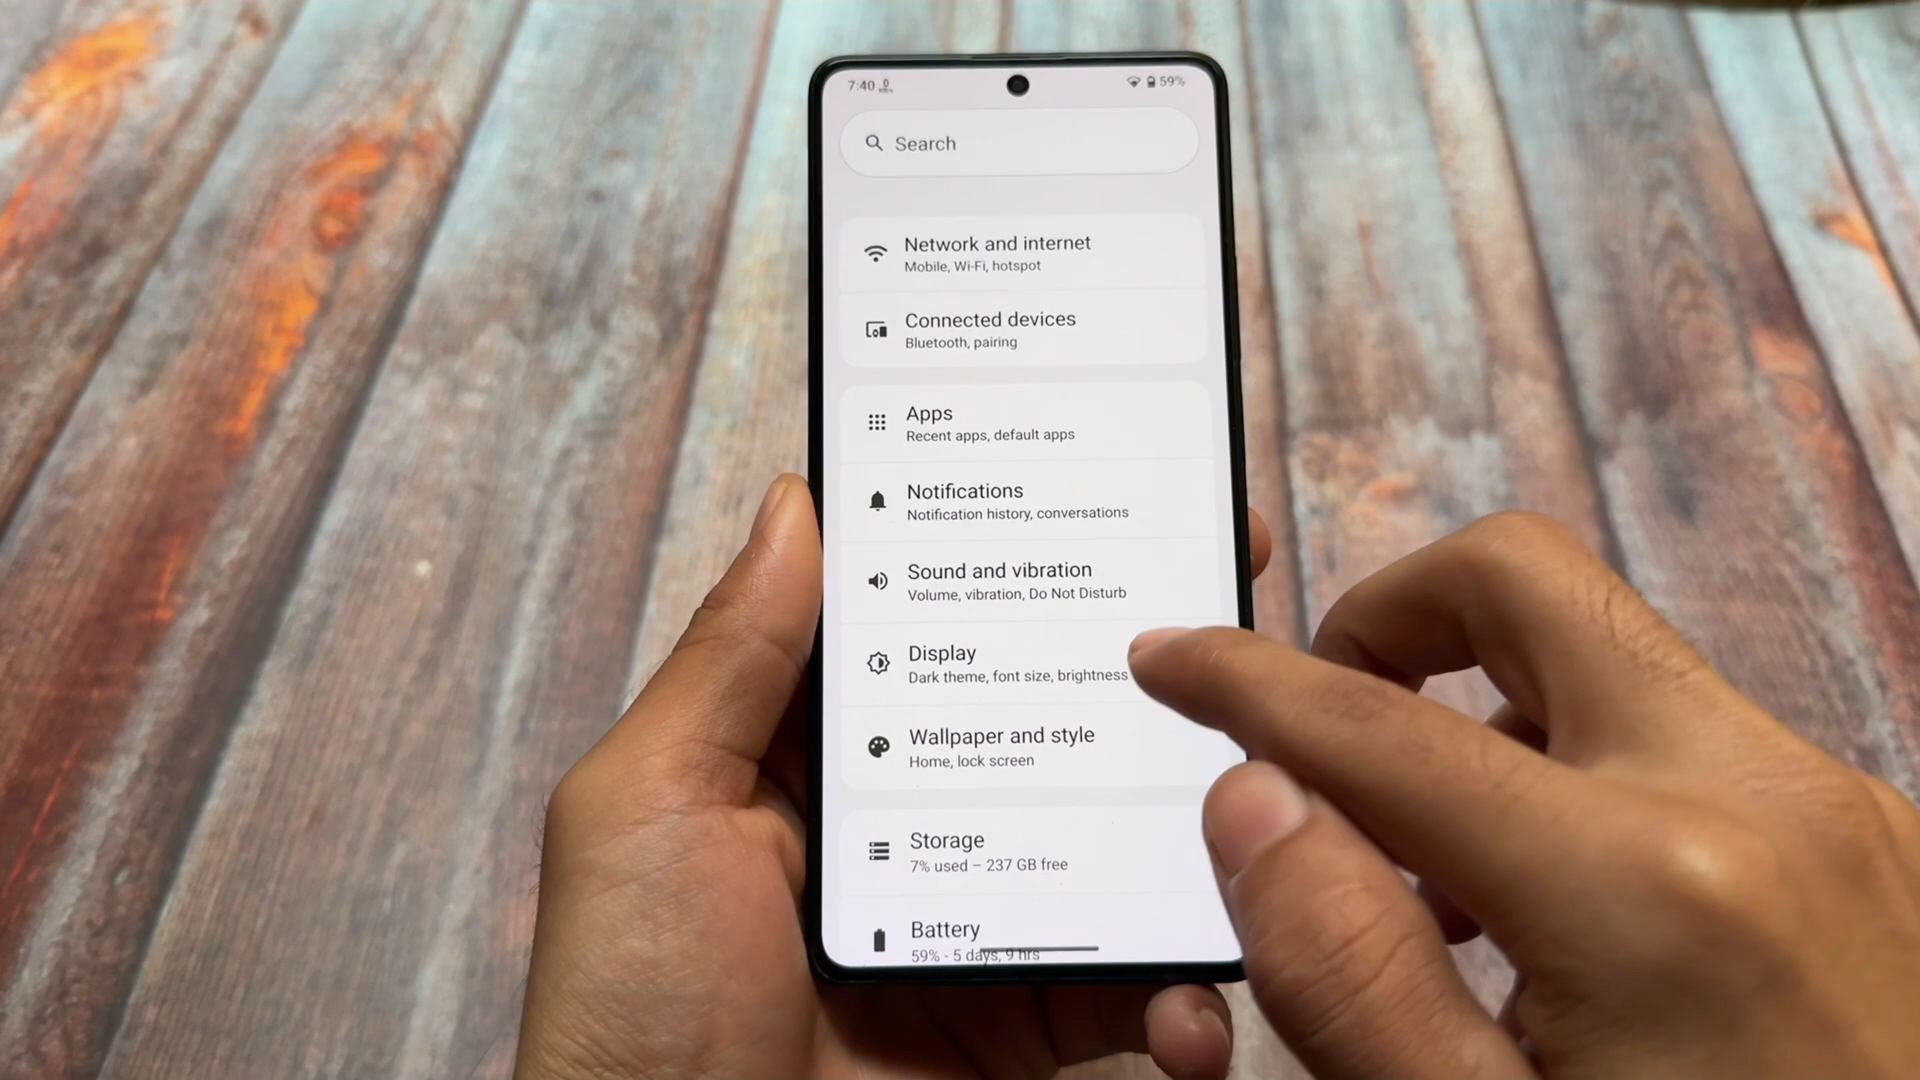 7:40
59%
Search
Network and internet
Mobile, Wi-Fi, hotspot
Connected devices
Bluetooth, pairing
Apps
Recent apps, default apps
Notifications
Notification history, conversations
Sound and vibration
Volume, vibration, Do Not Disturb
Display
Dark theme, font size, brightness
Wallpaper and style
Home, lock screen
Storage
7% used – 237 GB free
Battery
59% - 5 days, 9 hrs